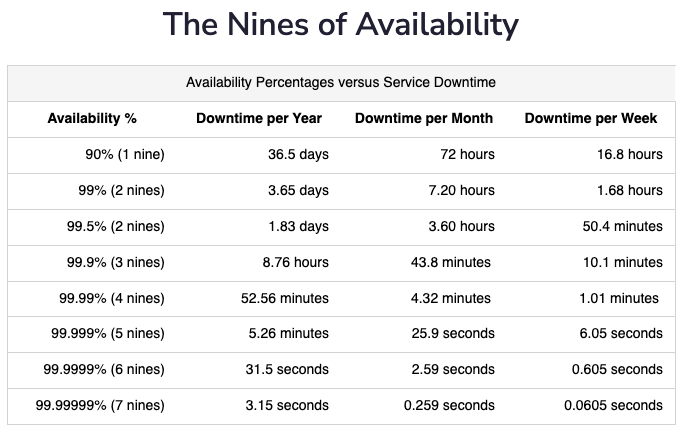 The Nines of Availability
Availability Percentages versus Service Downtime
Availability % Downtime per Year Downtime per Month Downtime per Week
90% (1 nine) 36.5 days 72 hours 16.8 hours
99% (2 nines) 3.65 days 7.20 hours 1.68 hours
99.5% (2 nines) 1.83 days 3.60 hours 50.4 minutes
99.9% (3 nines) 8.76 hours 43.8 minutes 10.1 minutes
99.99% (4 nines) 52.56 minutes 4.32 minutes 1.01 minutes
99.999% (5 nines) 5.26 minutes 25.9 seconds 6.05 seconds
99.9999% (6 nines) 31.5 seconds 2.59 seconds 0.605 seconds
99.99999% (7 nines) 3.15 seconds 0.259 seconds 0.0605 seconds